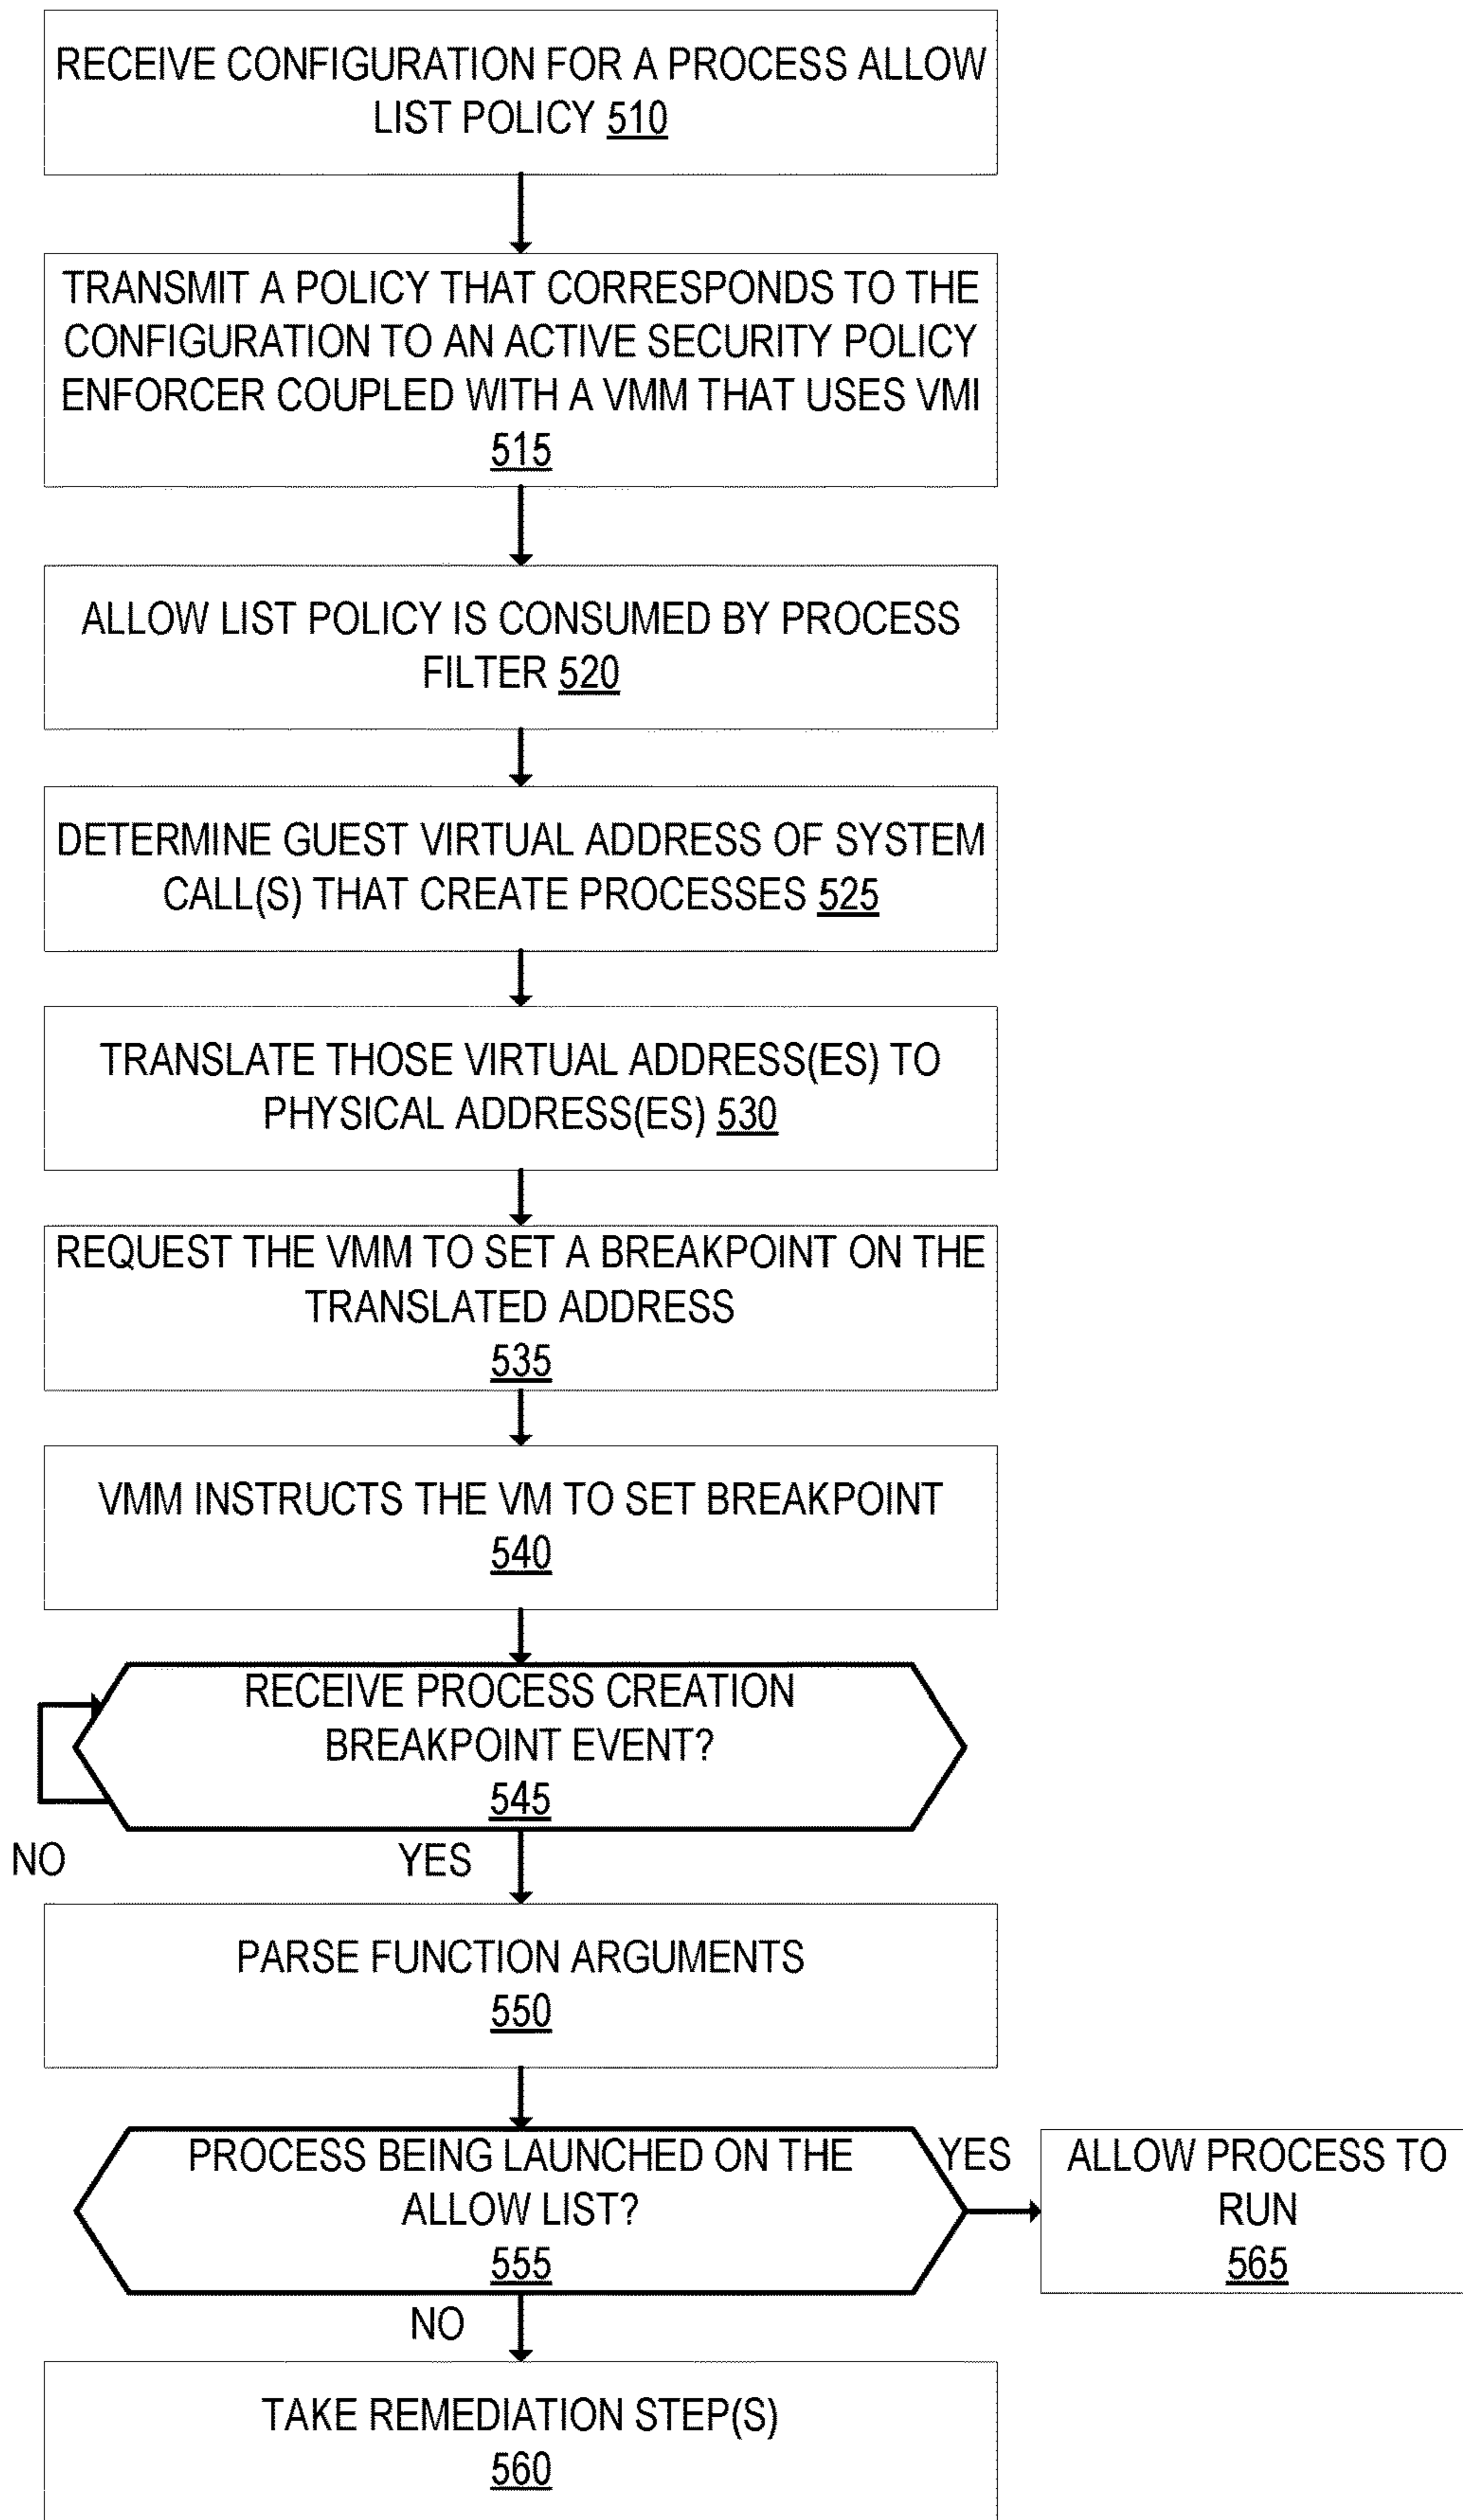 RECEIVE CONFIGURATION FOR A PROCESS ALLOW
LIST POLICY 510
TRANSMIT A POLICY THAT CORRESPONDS TO THE
CONFIGURATION TO AN ACTIVE SECURITY POLICY
ENFORCER COUPLED WITH A VMM THAT USES VMI
515
ALLOW LIST POLICY IS CONSUMED BY PROCESS
FILTER 520
DETERMINE GUEST VIRTUAL ADDRESS OF SYSTEM
CALL(S) THAT CREATE PROCESSES 525
TRANSLATE THOSE VIRTUAL ADDRESS(ES) TO
PHYSICAL ADDRESS(ES) 530
REQUEST THE VMM TO SET A BREAKPOINT ON THE
TRANSLATED ADDRESS
535
VMM INSTRUCTS THE VM TO SET BREAKPOINT
540
RECEIVE PROCESS CREATION
BREAKPOINT EVENT?
545
NO
YES
PARSE FUNCTION ARGUMENTS
550
PROCESS BEING LAUNCHED ON THE
ALLOW LIST?
555
YES
ALLOW PROCESS TO
RUN
565
NO
TAKE REMEDIATION STEP(S)
560